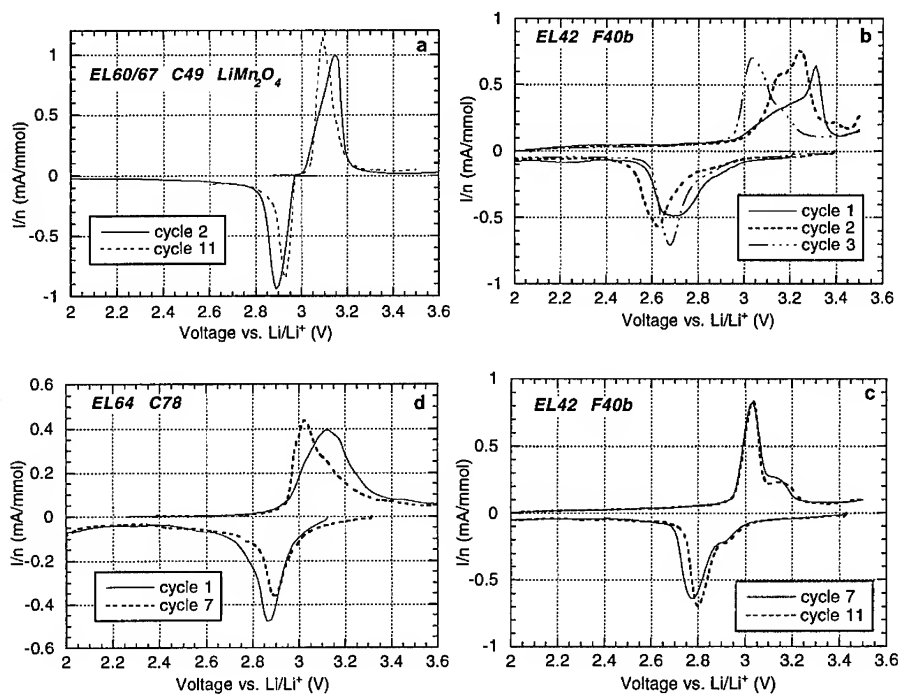 a
EL60/67 C49 LiMn2O4
1
0.5
0
-0.5
-1
I/n (mA/mmol)
cycle 2
cycle 11
2 2.2 2.4 2.6 2.8 3 3.2 3.4 3.6
Voltage vs. Li/Li+ (V)
b
EL42 F40b
1
0.5
0
-0.5
-1
I/n (mA/mmol)
cycle 1
cycle 2
cycle 3
2 2.2 2.4 2.6 2.8 3 3.2 3.4 3.6
Voltage vs. Li/Li+ (V)
d
EL64 C78
0.6
0.4
0.2
0
-0.2
-0.4
-0.6
I/n (mA/mmol)
cycle 1
cycle 7
2 2.2 2.4 2.6 2.8 3 3.2 3.4 3.6
Voltage vs. Li/Li+ (V)
c
EL42 F40b
1
0.5
0
-0.5
-1
I/n (mA/mmol)
cycle 7
cycle 11
2 2.2 2.4 2.6 2.8 3 3.2 3.4 3.6
Voltage vs. Li/Li+ (V)